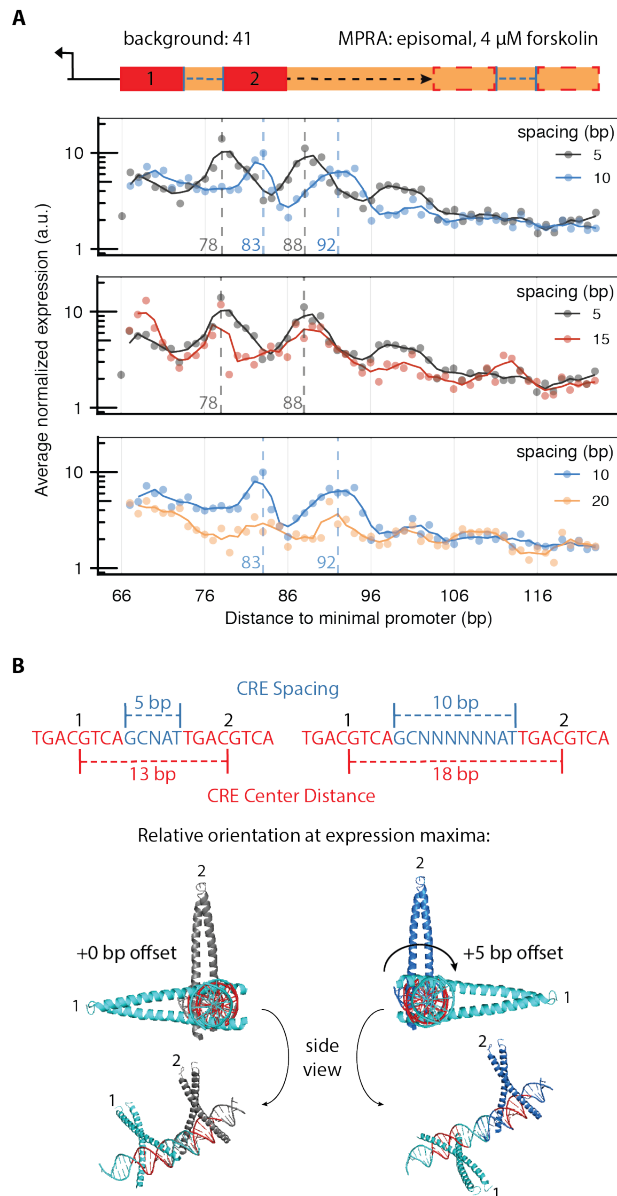 A
background: 41 MPRA: episomal, 4 µM forskolin
1 2
spacing (bp)
5
10
10
1
78 83 88 92
spacing (bp)
5
15
10
1
78 88
spacing (bp)
10
20
10
1
83 92
Average normalized expression (a.u.)
66 76 86 96 106 116
Distance to minimal promoter (bp)
B
CRE Spacing
1 5 bp 2 1 10 bp 2
TGACGTCAGCNATTGACGTCA TGACGTCAGCNNNNNNATTGACGTCA
13 bp 18 bp
CRE Center Distance
Relative orientation at expression maxima:
2 2
+0 bp offset +5 bp offset
1 1
side
view
2 2
1 1